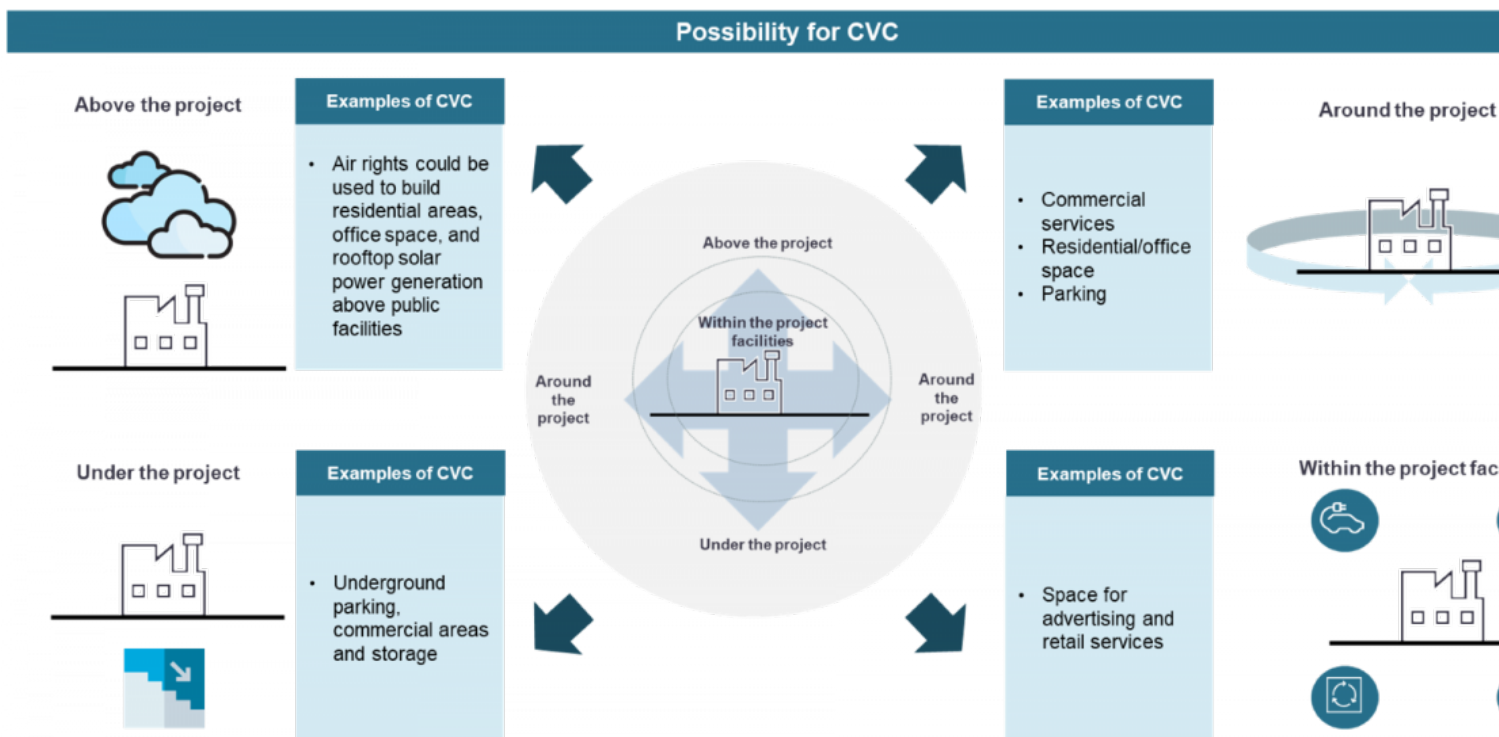 Possibility for CVC
Above the project
Examples of CVC
• Air rights could be
used to build
residential areas,
office space, and
rooftop solar
power generation
above public
facilities
Examples of CVC
• Commercial
services
• Residential/office
space
• Parking
Around the project
Above the project
Within the project
facilities
Around
the
project
Around
the
project
Under the project
Under the project
Examples of CVC
• Underground
parking,
commercial areas
and storage
Examples of CVC
• Space for
advertising and
retail services
Within the project fac